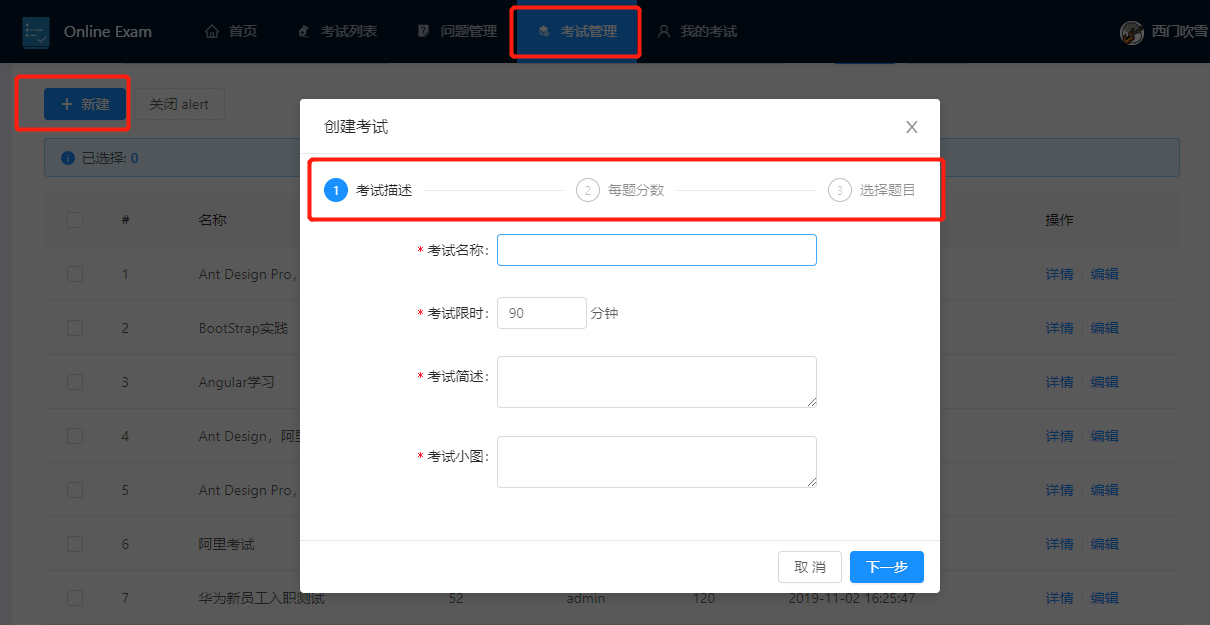 Online Exam 首页 考试列表 问题管理 考试管理 我的考试 西门吹雪
+ 新建 关闭 alert
创建考试 X
已选择: 0
1 考试描述 2 每题分数 3 选择题目
# 名称 操作
* 考试名称:
1 Ant Design Pro, 详情 编辑
* 考试限时: 90 分钟
2 BootStrap实践 详情 编辑
* 考试简述:
3 Angular学习 详情 编辑
4 Ant Design，阿里 详情 编辑
* 考试小图:
5 Ant Design Pro, 详情 编辑
6 阿里考试 详情 编辑
取 消 下一步
7 华为新员工入职测试 52 admin 120 2019-11-02 16:25:47 详情 编辑